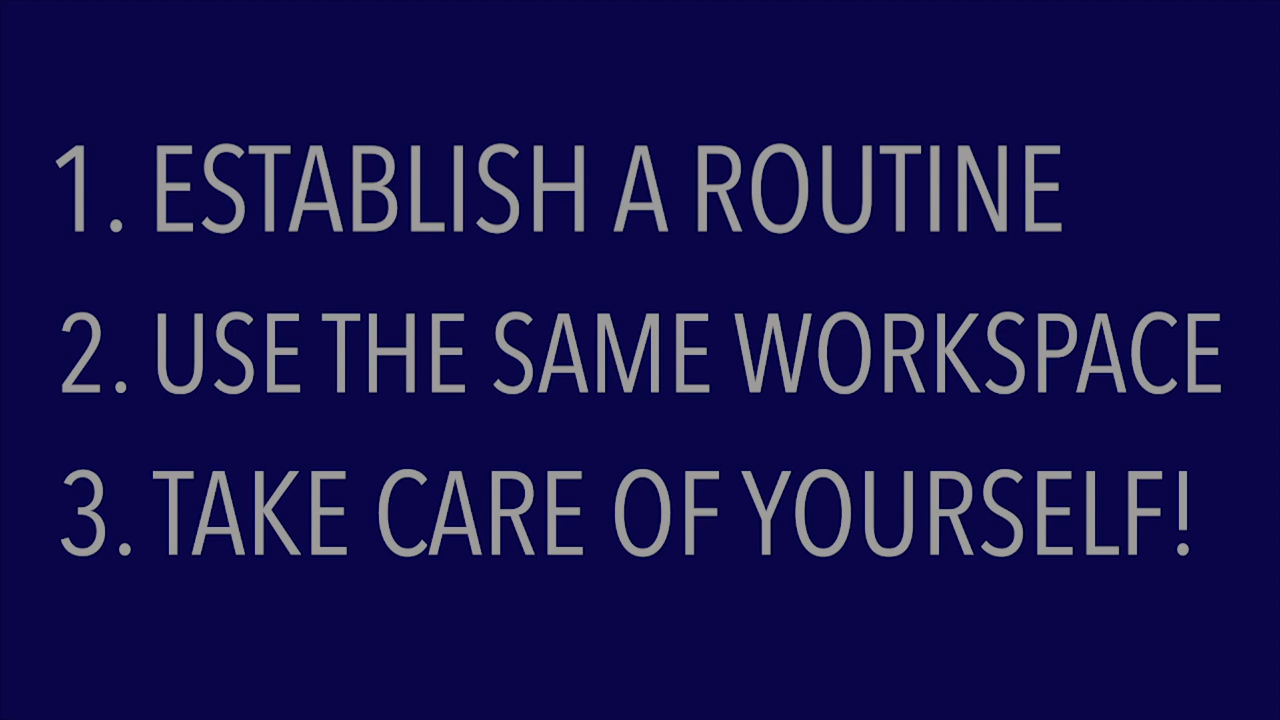 1. ESTABLISH A ROUTINE
2. USE THE SAME WORKSPACE
3. TAKE CARE OF YOURSELF!